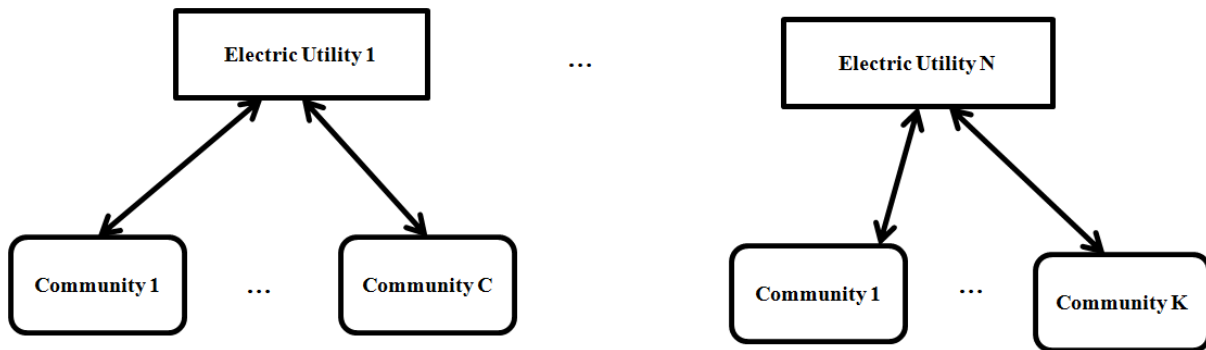 Electric Utility 1
...
Electric Utility N
Community 1
...
Community C
Community 1
...
Community K